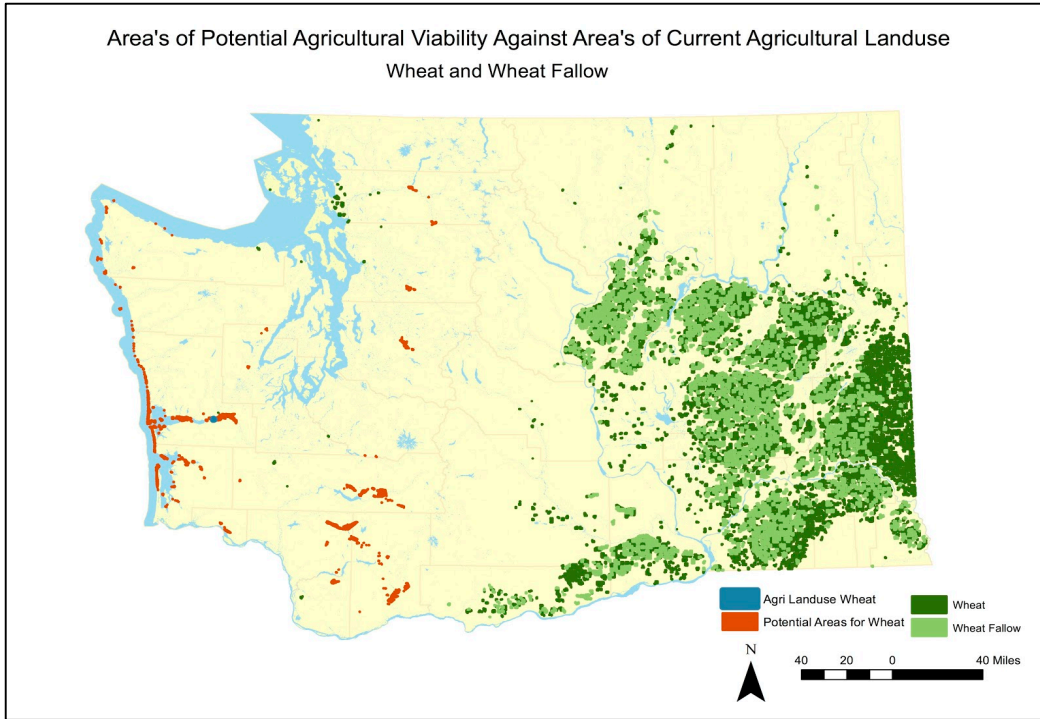 Area's of Potential Agricultural Viability Against Area's of Current Agricultural Landuse
Wheat and Wheat Fallow
Agri Landuse Wheat
Potential Areas for Wheat
Wheat
Wheat Fallow
N
40 20 0 40 Miles